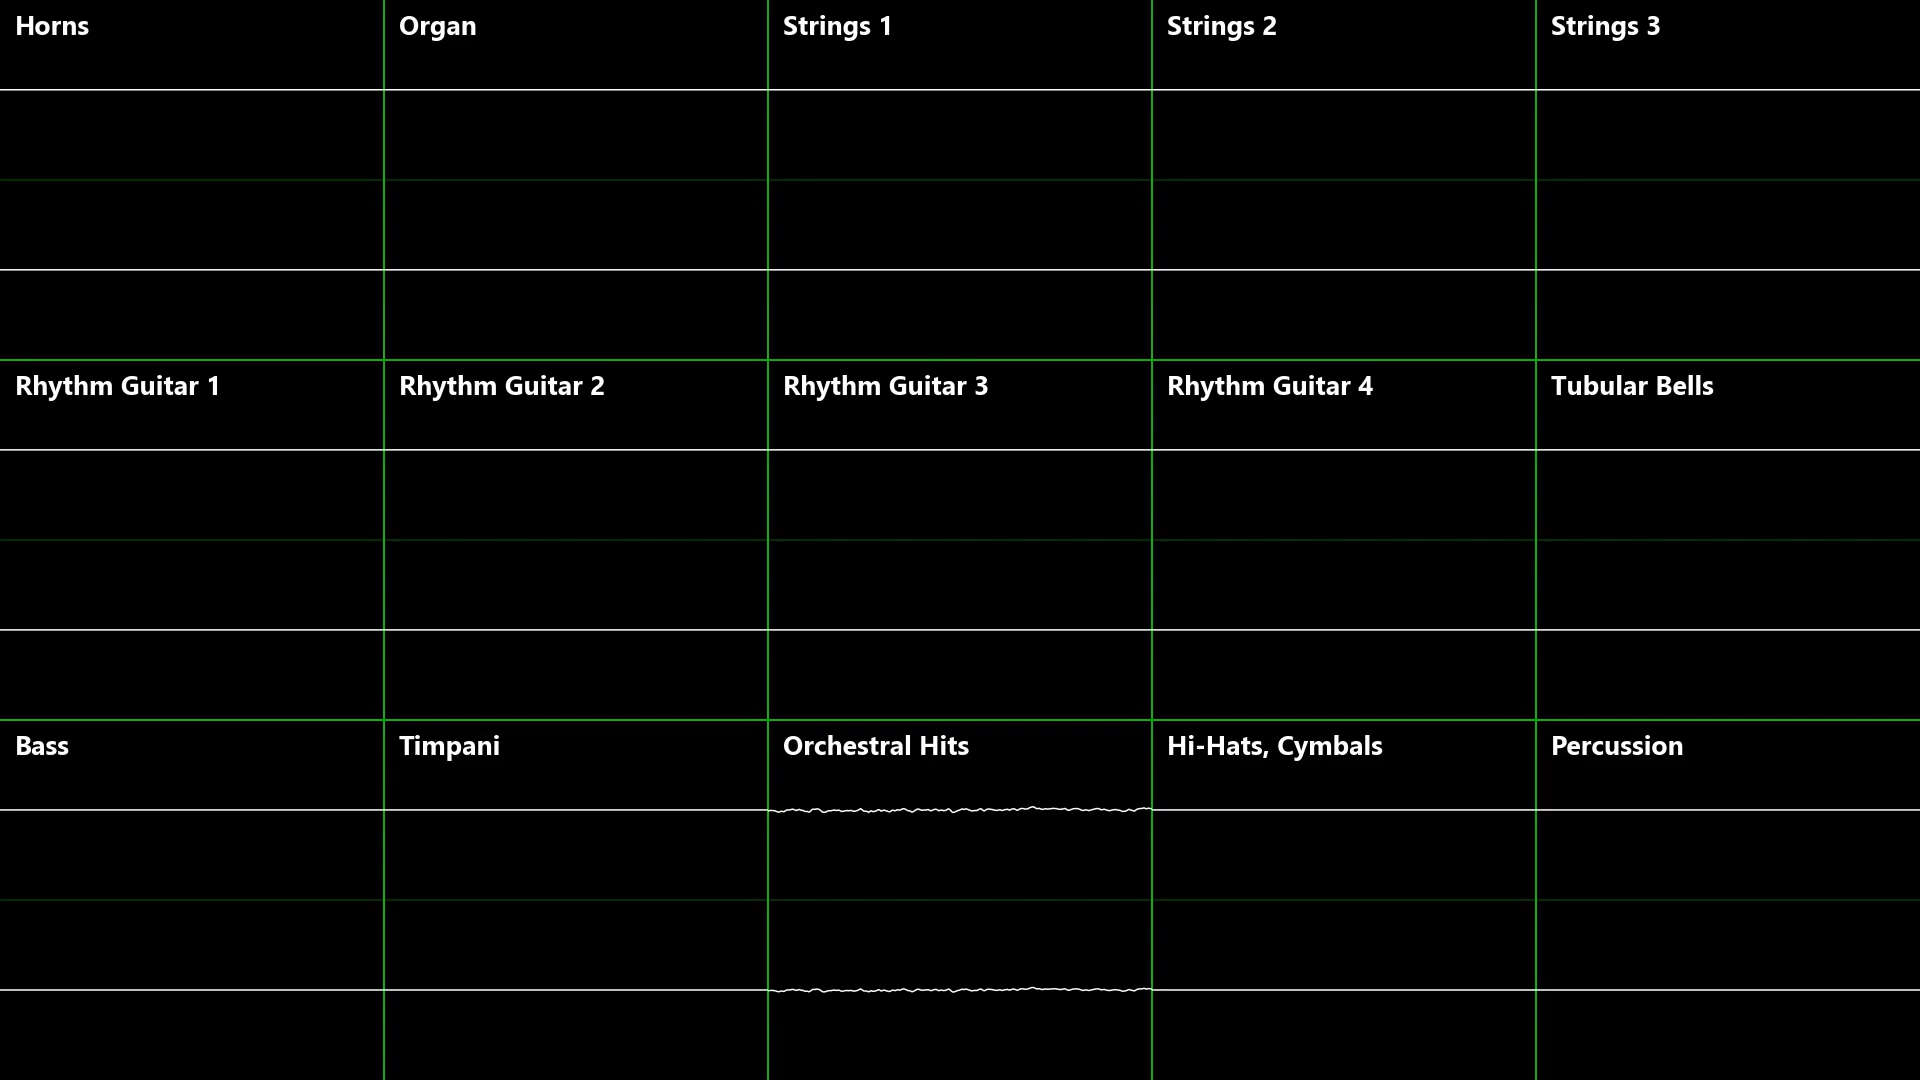 Horns
Organ
Strings 1
Strings 2
Strings 3
Rhythm Guitar 1
Rhythm Guitar 2
Rhythm Guitar 3
Rhythm Guitar 4
Tubular Bells
Bass
Timpani
Orchestral Hits
Hi-Hats, Cymbals
Percussion